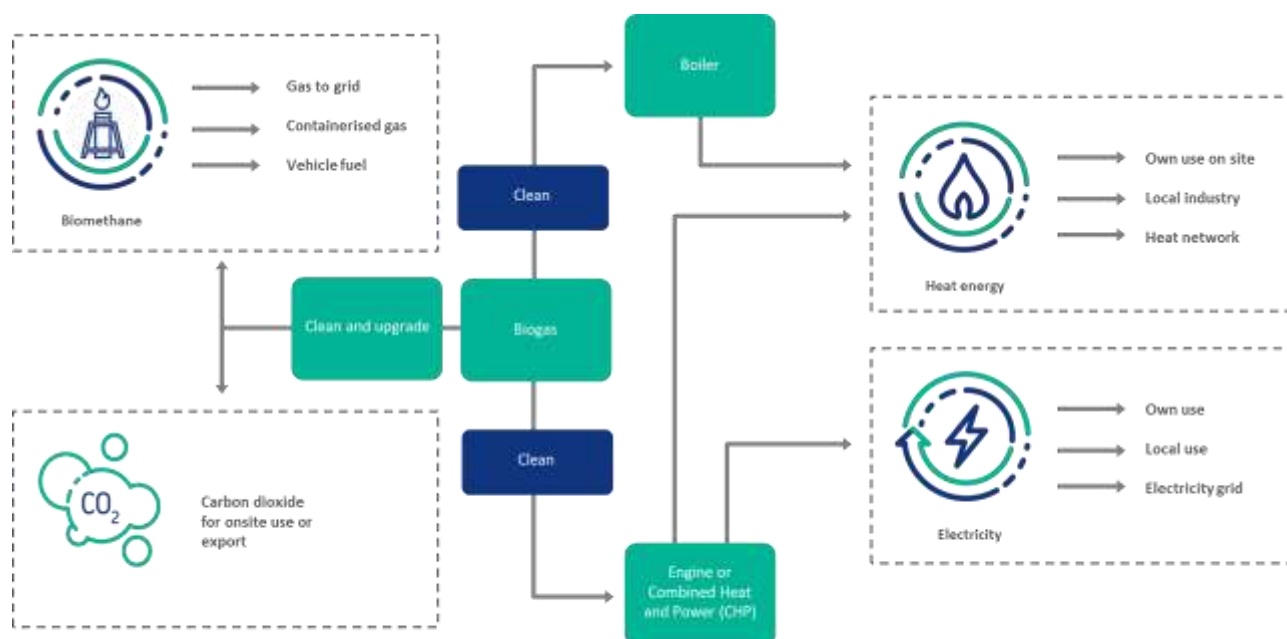 Boiler
Gas to grid
Containerised gas
Vehicle fuel
Biomethane
Clean
Own use on site
Local industry
Heat network
Heat energy
Clean and upgrade
Biogas
Clean
CO2
Carbon dioxide
for onsite use or
export
Own use
Local use
Electricity grid
Electricity
Engine or
Combined Heat
and Power (CHP)